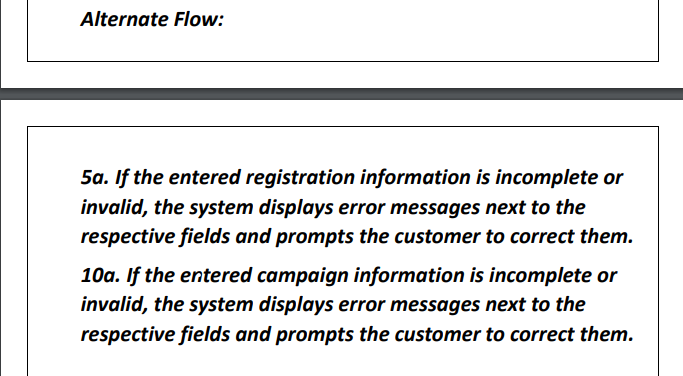 Alternate Flow:
5a. If the entered registration information is incomplete or
invalid, the system displays error messages next to the
respective fields and prompts the customer to correct them.
10a. If the entered campaign information is incomplete or
invalid, the system displays error messages next to the
respective fields and prompts the customer to correct them.